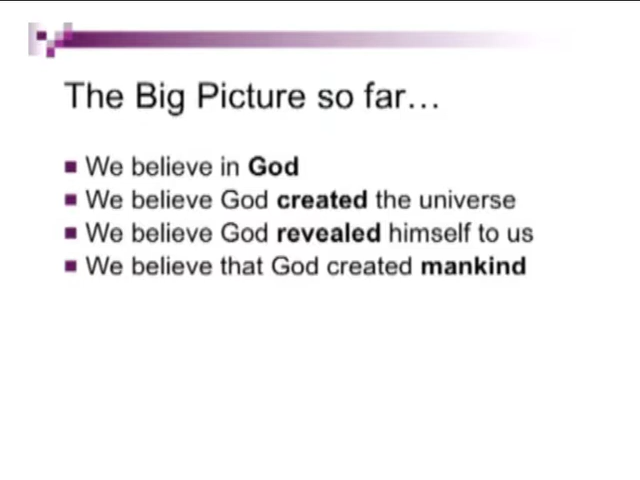 The Big Picture so far…
We believe in God
We believe God created the universe
We believe God revealed himself to us
We believe that God created mankind